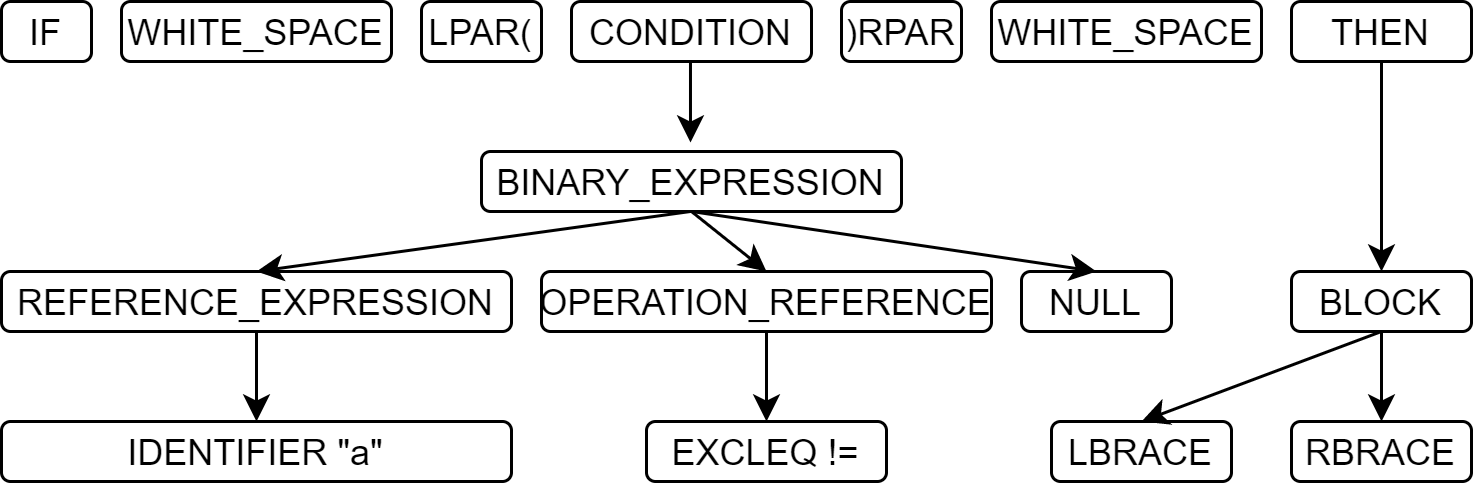 IF WHITE_SPACE LPAR( CONDITION )RPAR WHITE_SPACE THEN
BINARY_EXPRESSION
REFERENCE_EXPRESSION OPERATION_REFERENCE NULL BLOCK
IDENTIFIER "a" EXCLEQ != LBRACE RBRACE